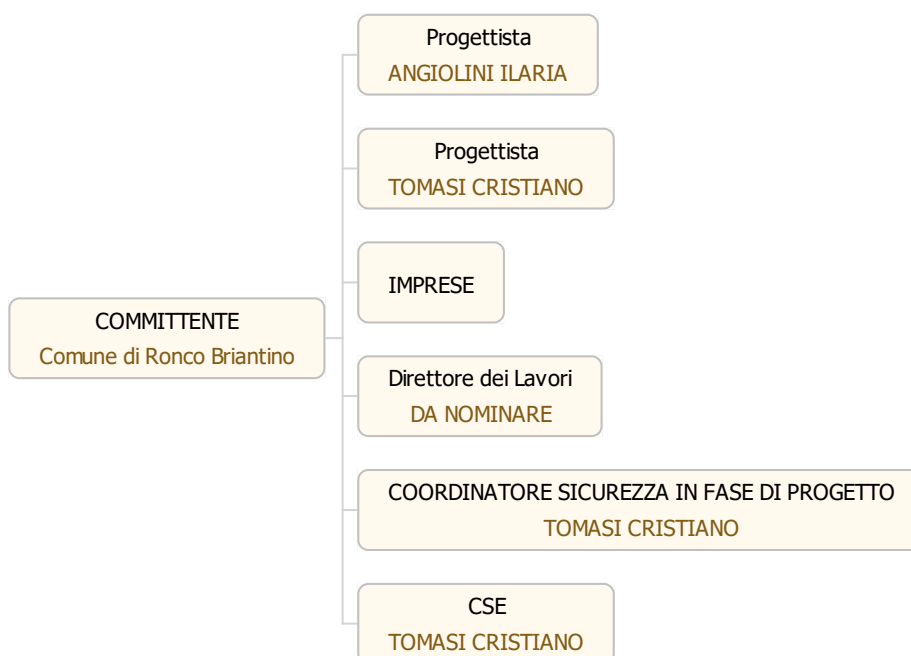 Progettista
ANGIOLINI ILARIA
Progettista
TOMASI CRISTIANO
IMPRESE
COMMITTENTE
Comune di Ronco Briantino
Direttore dei Lavori
DA NOMINARE
COORDINATORE SICUREZZA IN FASE DI PROGETTO
TOMASI CRISTIANO
CSE
TOMASI CRISTIANO